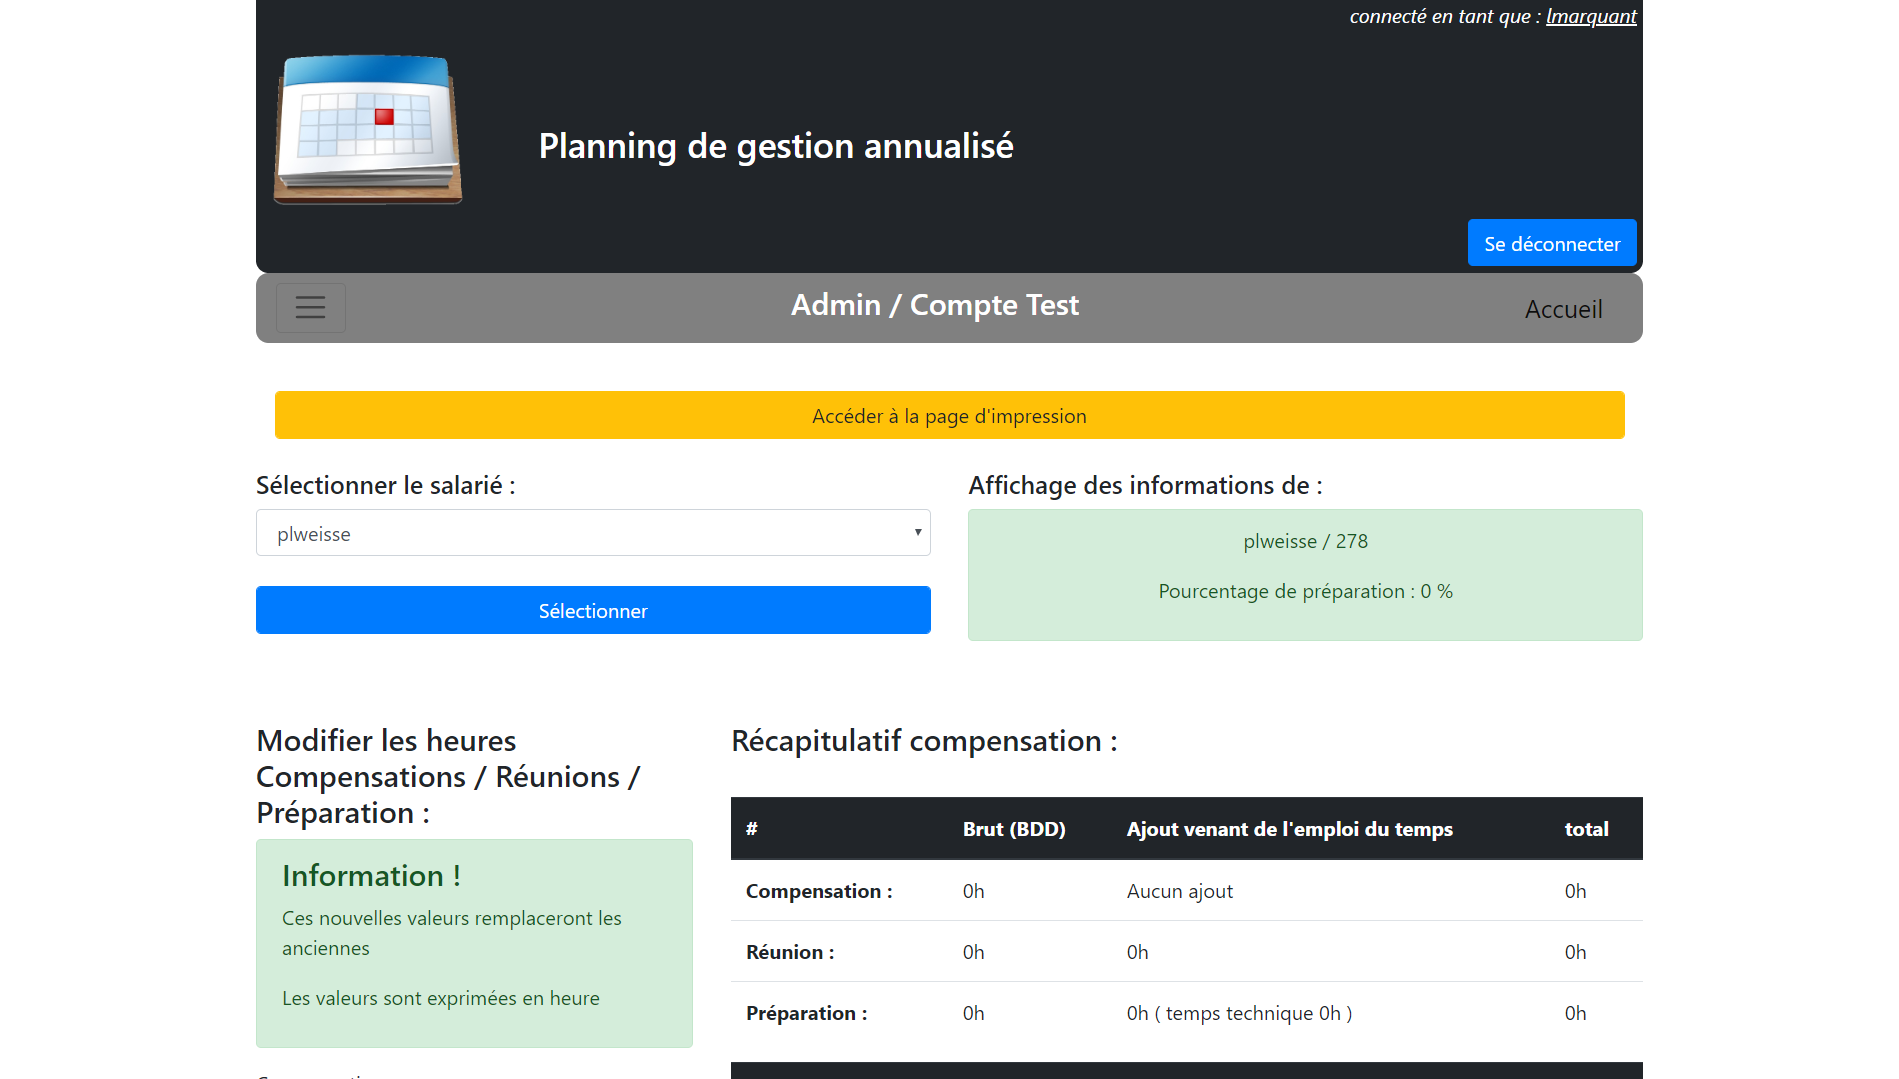 connecté en tant que : lmarquant
Planning de gestion annualisé
Se déconnecter
Admin / Compte Test
Accueil
Accéder à la page d'impression
Sélectionner le salarié :
plweisse
Sélectionner
Affichage des informations de :
plweisse / 278
Pourcentage de préparation : 0 %
Modifier les heures
Compensations / Réunions /
Préparation :
Information !
Ces nouvelles valeurs remplaceront les
anciennes
Les valeurs sont exprimées en heure
Récapitulatif compensation :
# Brut (BDD) Ajout venant de l'emploi du temps total
Compensation : 0h Aucun ajout 0h
Réunion : 0h 0h 0h
Préparation : 0h 0h ( temps technique 0h ) 0h